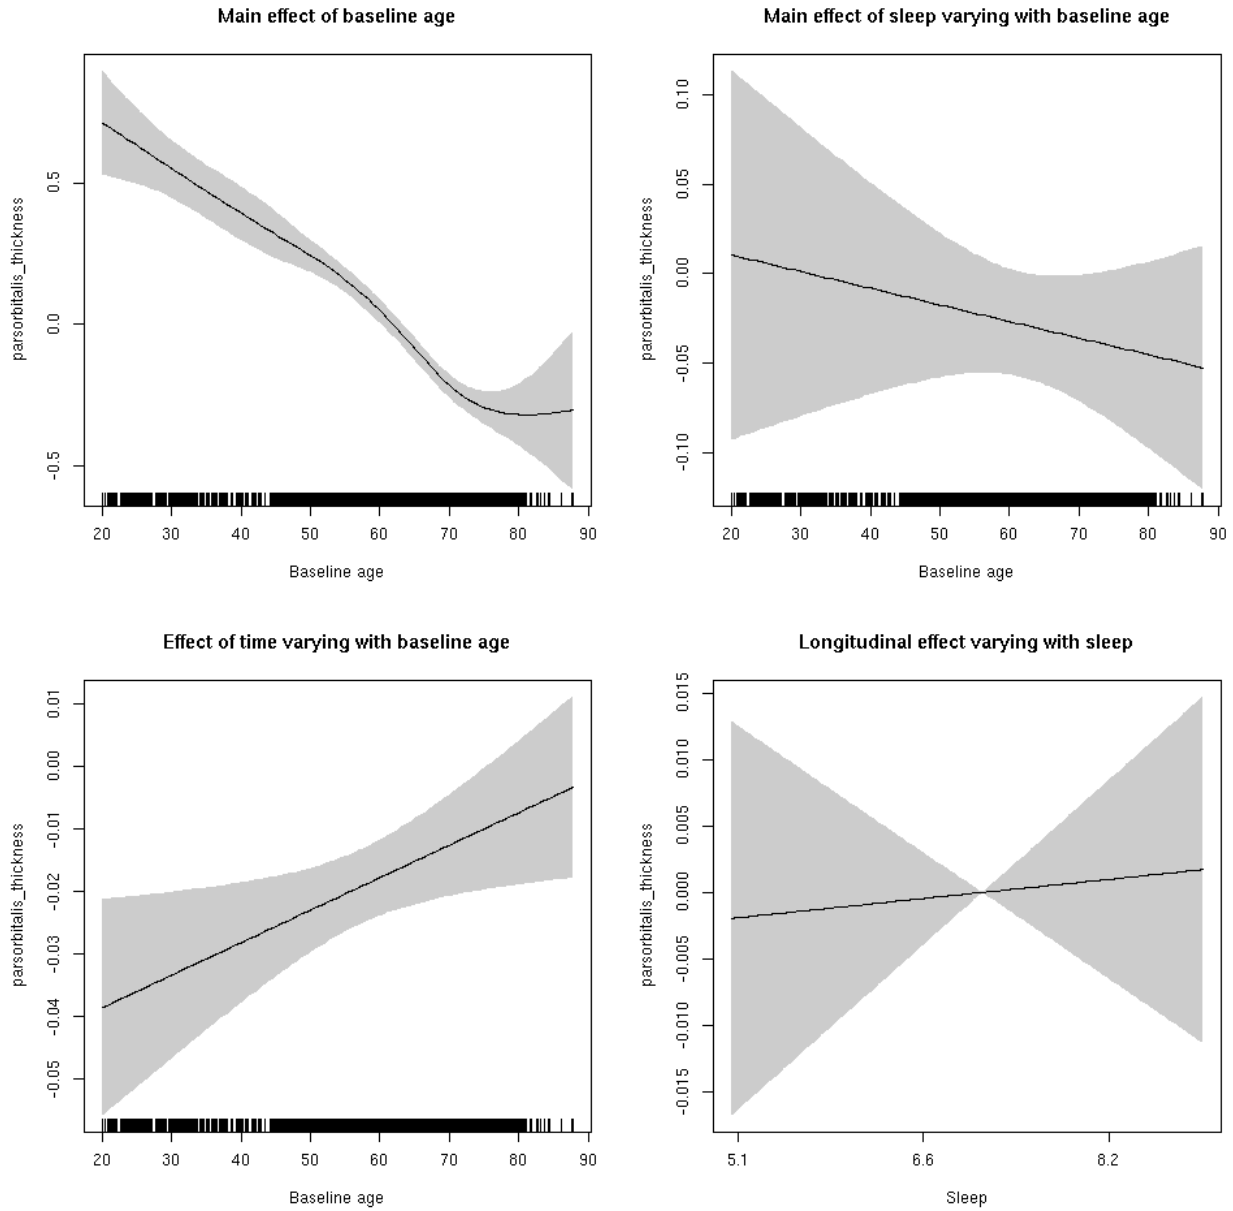 Main effect of baseline age
parsorbitalis_thickness
0.5
0.0
-0.5
20 30 40 50 60 70 80 90
Baseline age
Main effect of sleep varying with baseline age
parsorbitalis_thickness
0.10
0.05
0.00
-0.05
-0.10
20 30 40 50 60 70 80 90
Baseline age
Effect of time varying with baseline age
parsorbitalis_thickness
0.01
0.00
-0.01
-0.02
-0.03
-0.04
-0.05
20 30 40 50 60 70 80 90
Baseline age
Longitudinal effect varying with sleep
parsorbitalis_thickness
0.015
0.010
0.005
0.000
-0.005
-0.010
-0.015
5.1 6.6 8.2
Sleep